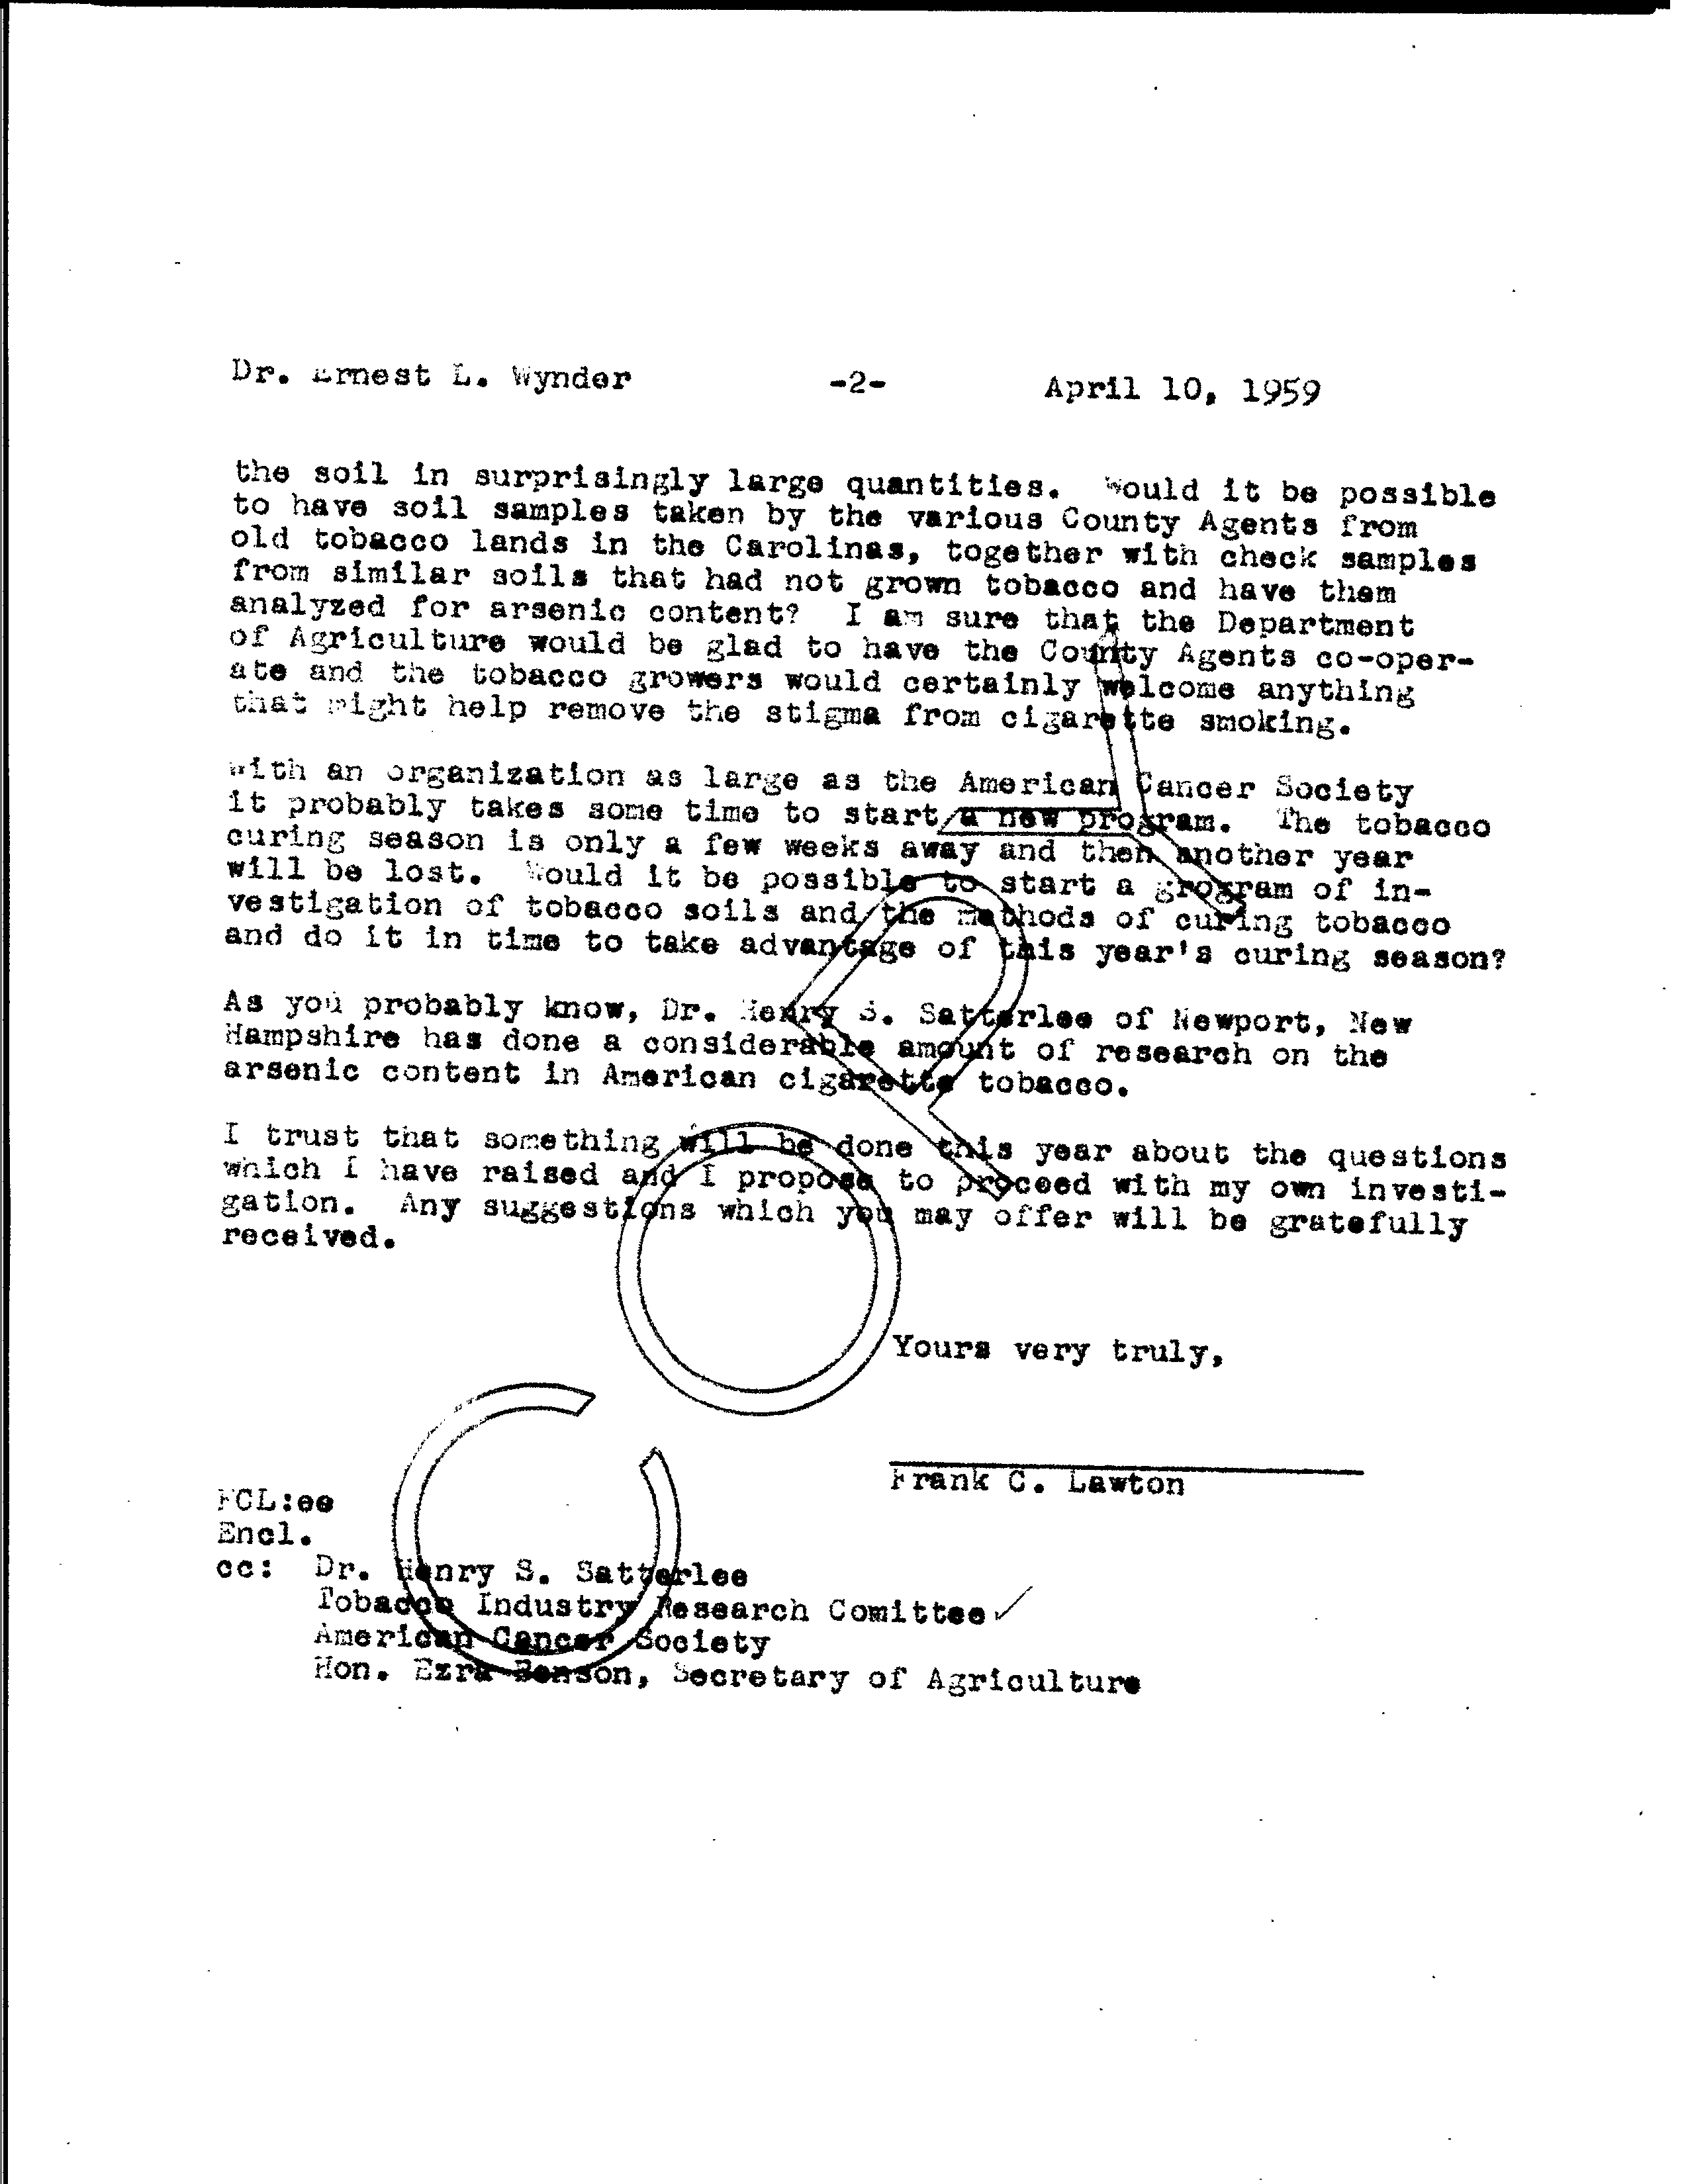 Dr. Ernest L. Wynder -2- April 10, 1959
the soil in surprisingly large quantities. Would it be possible
to have soil samples taken by the various County Agents from
old tobacco lands in the Carolinas, together with check samples
from similar soils that had not grown tobacco and have them
analyzed for arsenic content? I am sure that the Department
of Agriculture would be glad to have the County Agents co-oper-
ate and the tobacco growers would certainly welcome anything
that might help remove the stigma from cigarette smoking.
With an organization as large as the American Cancer Society
it probably takes some time to start a new program. The tobacco
curing season is only a few weeks away and then another year
will be lost. Would it be possible to start a grogram of in-
vestigation of tobacco soils and the methods of curing tobacco
and do it in time to take advantage of this year's curing season?
As you probably know, Dr. Henry S. Satterlee of Newport, New
Hampshire has done a considerable amount of research on the
arsenic content in American cigarette tobacco.
I trust that something will be done this year about the questions
which I have raised and I propose to proceed with my own investi-
gation. Any suggestions which you may offer will be gratefully
received.
Yours very truly,
Frank C. Lawton
FCL:ee
Encl.
cc: Dr. Henry S. Satterlee
Tobacco Industry Research Comittee ✓
American Cancer Society
Hon. Ezra Benson, Secretary of Agriculture
COPY